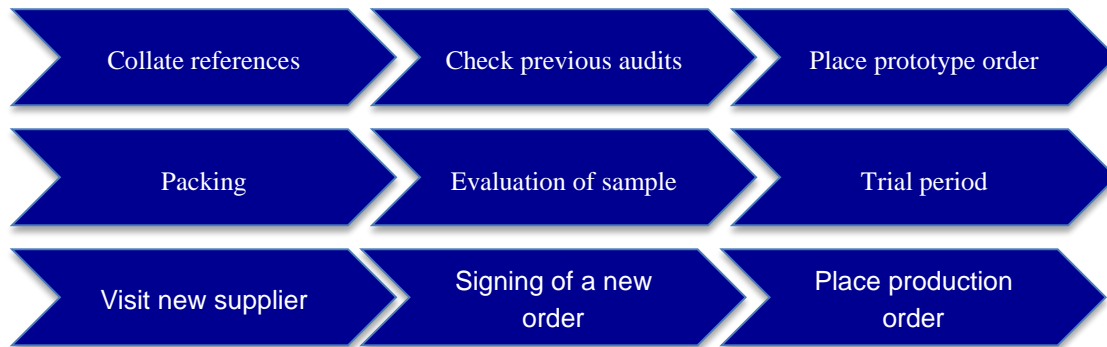 Collate references
Check previous audits
Place prototype order
Packing
Evaluation of sample
Trial period
Visit new supplier
Signing of a new
order
Place production
order